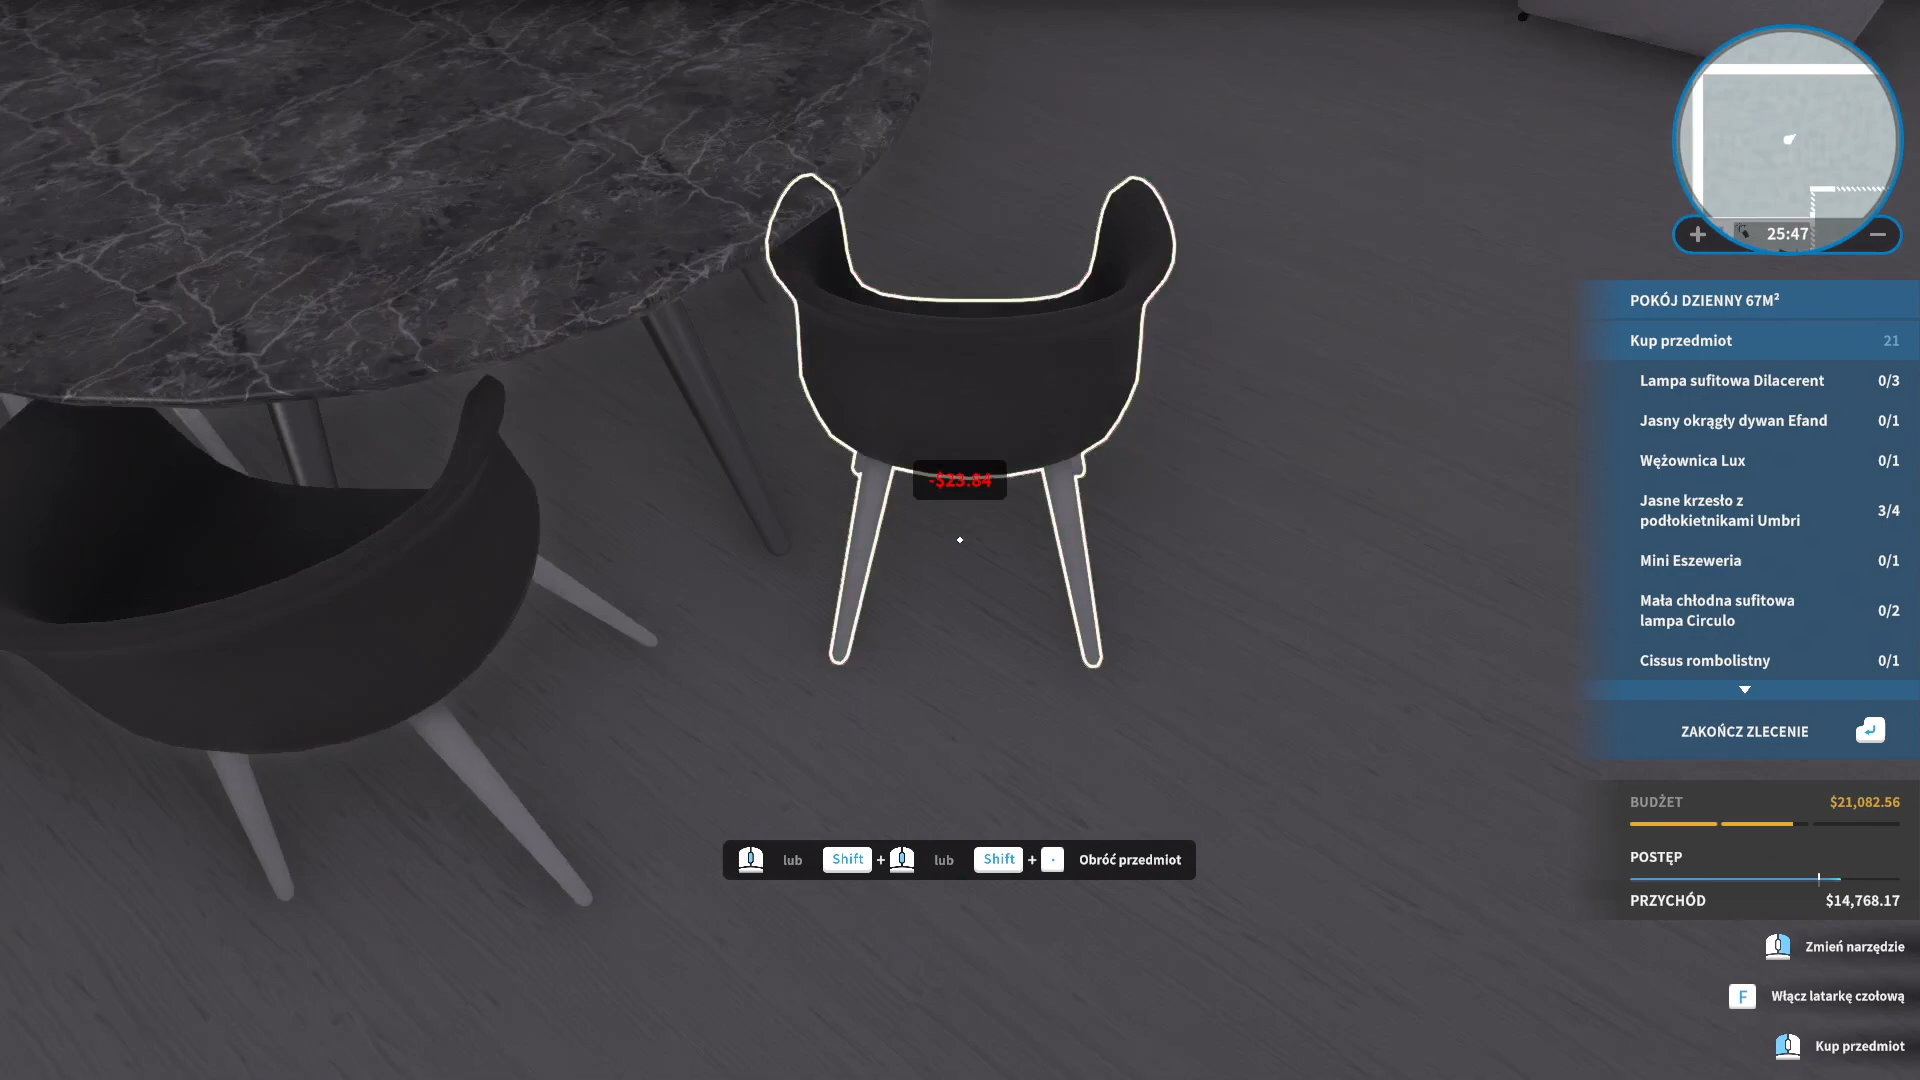 25:47
POKÓJ DZIENNY 67M²
Kup przedmiot 21
Lampa sufitowa Dilacerent 0/3
Jasny okrągły dywan Efand 0/1
Wężownica Lux 0/1
Jasne krzesło z
podłokietnikami Umbri 3/4
Mini Eszeweria 0/1
Mała chłodna sufitowa
lampa Circulo 0/2
Cissus rombolistny 0/1
ZAKOŃCZ ZLECENIE
-$23.84
BUDŻET $21,082.56
POSTĘP
PRZYCHÓD $14,768.17
lub Shift + lub Shift + · Obróć przedmiot
Zmień narzędzie
F Włącz latarkę czołową
Kup przedmiot